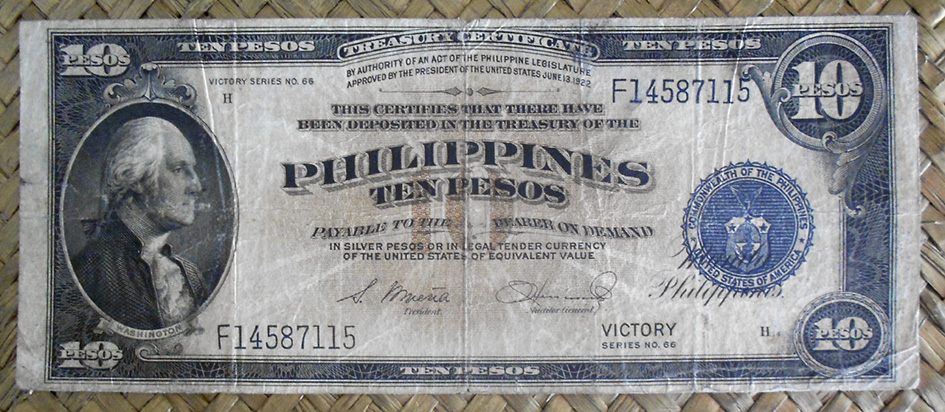 10 PESOS
TEN PESOS
TREASURY CERTIFICATE
TEN PESOS
10 PESOS
BY AUTHORITY OF AN ACT OF THE PHILIPPINE LEGISLATURE
APPROVED BY THE PRESIDENT OF THE UNITED STATES JUNE 13, 1922
VICTORY SERIES NO. 66
H
F14587115
THIS CERTIFIES THAT THERE HAVE
BEEN DEPOSITED IN THE TREASURY OF THE
PHILIPPINES
TEN PESOS
PAYABLE TO THE BEARER ON DEMAND
IN SILVER PESOS OR IN LEGAL TENDER CURRENCY
OF THE UNITED STATES OF EQUIVALENT VALUE
COMMONWEALTH OF THE PHILIPPINES
UNITED STATES OF AMERICA
Philippines.
S. Osmeña
President.
Auditor General.
WASHINGTON
F14587115
VICTORY
SERIES NO. 66
H
10 PESOS
TEN PESOS
10 PESOS